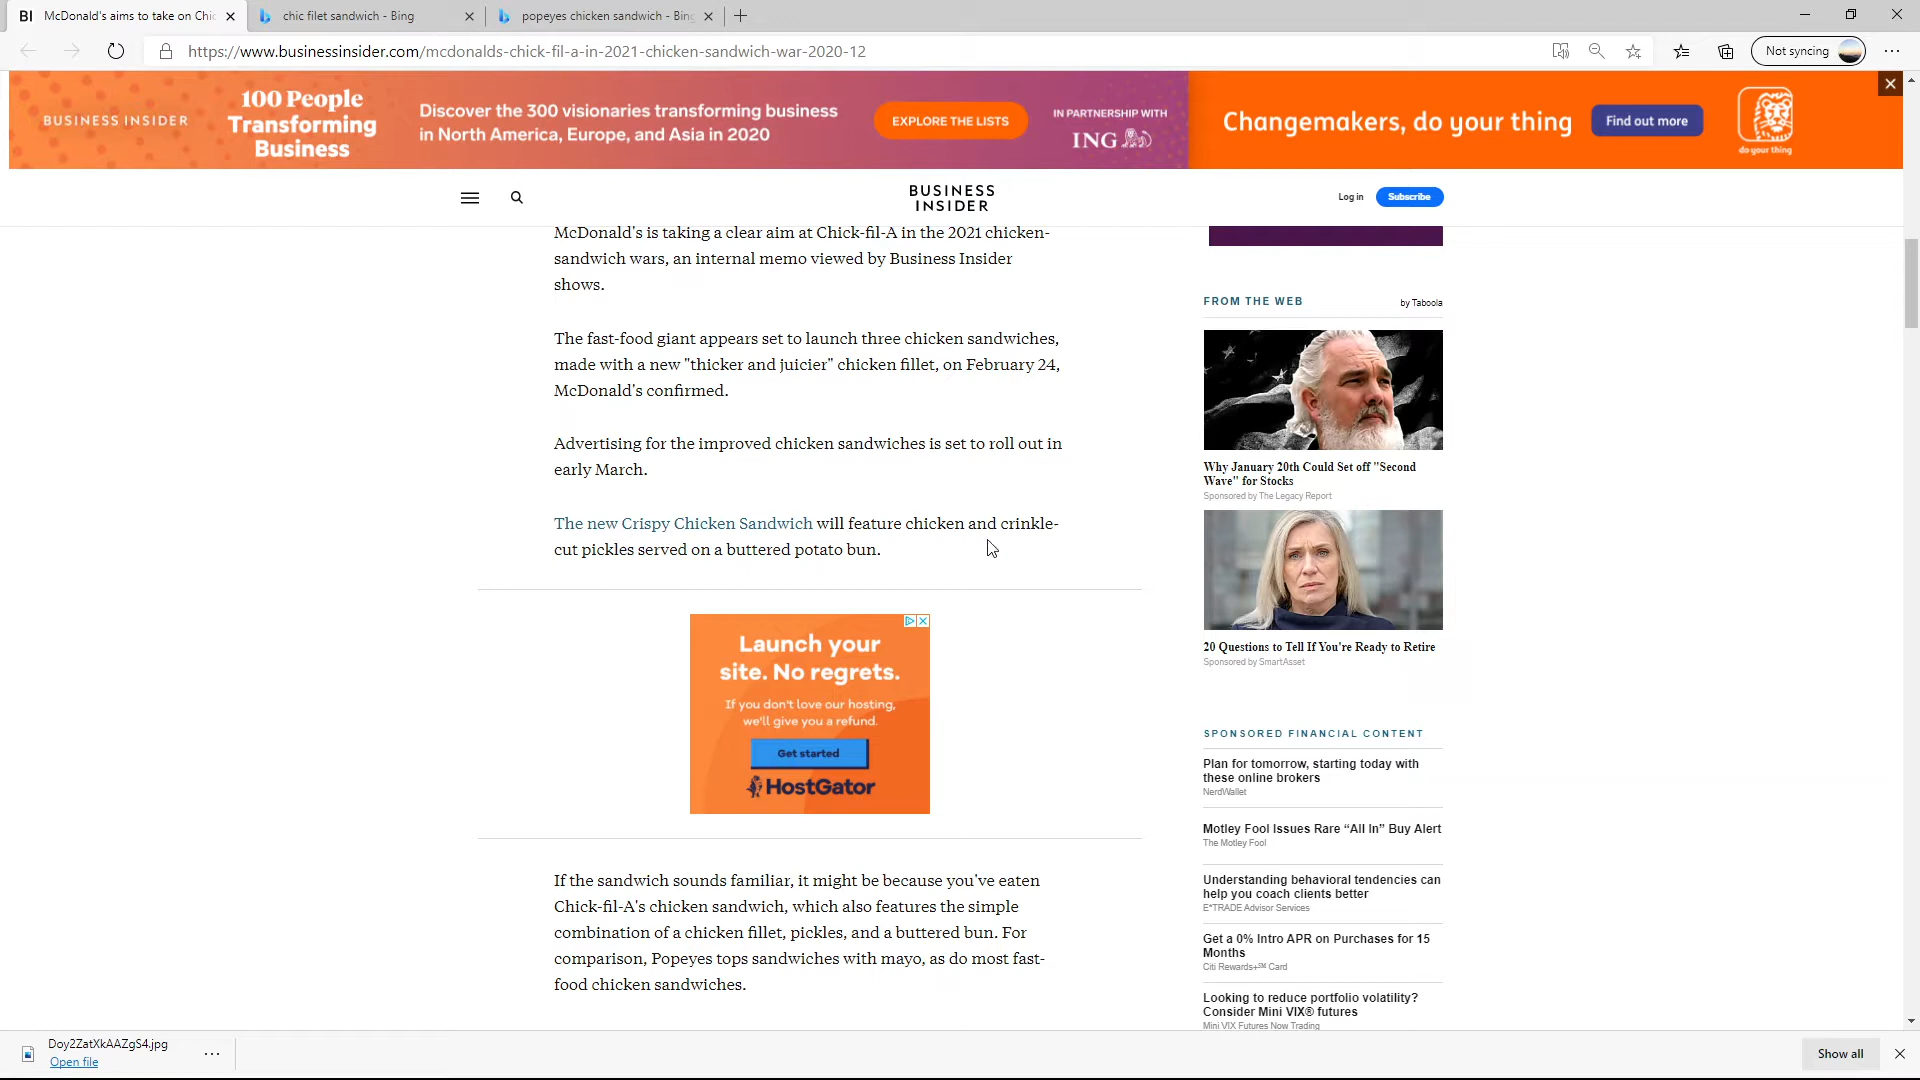 BI McDonald's aims to take on Chic
chic filet sandwich - Bing
popeyes chicken sandwich - Bing
https://www.businessinsider.com/mcdonalds-chick-fil-a-in-2021-chicken-sandwich-war-2020-12
Not syncing
BUSINESS INSIDER
100 People
Transforming
Business
Discover the 300 visionaries transforming business
in North America, Europe, and Asia in 2020
EXPLORE THE LISTS
IN PARTNERSHIP WITH
ING
Changemakers, do your thing
Find out more
do your thing
BUSINESS
INSIDER
Log in
Subscribe
McDonald's is taking a clear aim at Chick-fil-A in the 2021 chicken-
sandwich wars, an internal memo viewed by Business Insider
shows.
The fast-food giant appears set to launch three chicken sandwiches,
made with a new "thicker and juicier" chicken fillet, on February 24,
McDonald's confirmed.
Advertising for the improved chicken sandwiches is set to roll out in
early March.
The new Crispy Chicken Sandwich will feature chicken and crinkle-
cut pickles served on a buttered potato bun.
Launch your
site. No regrets.
If you don't love our hosting,
we'll give you a refund.
Get started
HostGator
If the sandwich sounds familiar, it might be because you've eaten
Chick-fil-A's chicken sandwich, which also features the simple
combination of a chicken fillet, pickles, and a buttered bun. For
comparison, Popeyes tops sandwiches with mayo, as do most fast-
food chicken sandwiches.
FROM THE WEB
by Taboola
Why January 20th Could Set off "Second
Wave" for Stocks
Sponsored by The Legacy Report
20 Questions to Tell If You're Ready to Retire
Sponsored by SmartAsset
SPONSORED FINANCIAL CONTENT
Plan for tomorrow, starting today with
these online brokers
NerdWallet
Motley Fool Issues Rare “All In” Buy Alert
The Motley Fool
Understanding behavioral tendencies can
help you coach clients better
E*TRADE Advisor Services
Get a 0% Intro APR on Purchases for 15
Months
Citi Rewards+℠ Card
Looking to reduce portfolio volatility?
Consider Mini VIX® futures
Mini VIX Futures Now Trading
Doy2ZatXkAAZgS4.jpg
Open file
Show all